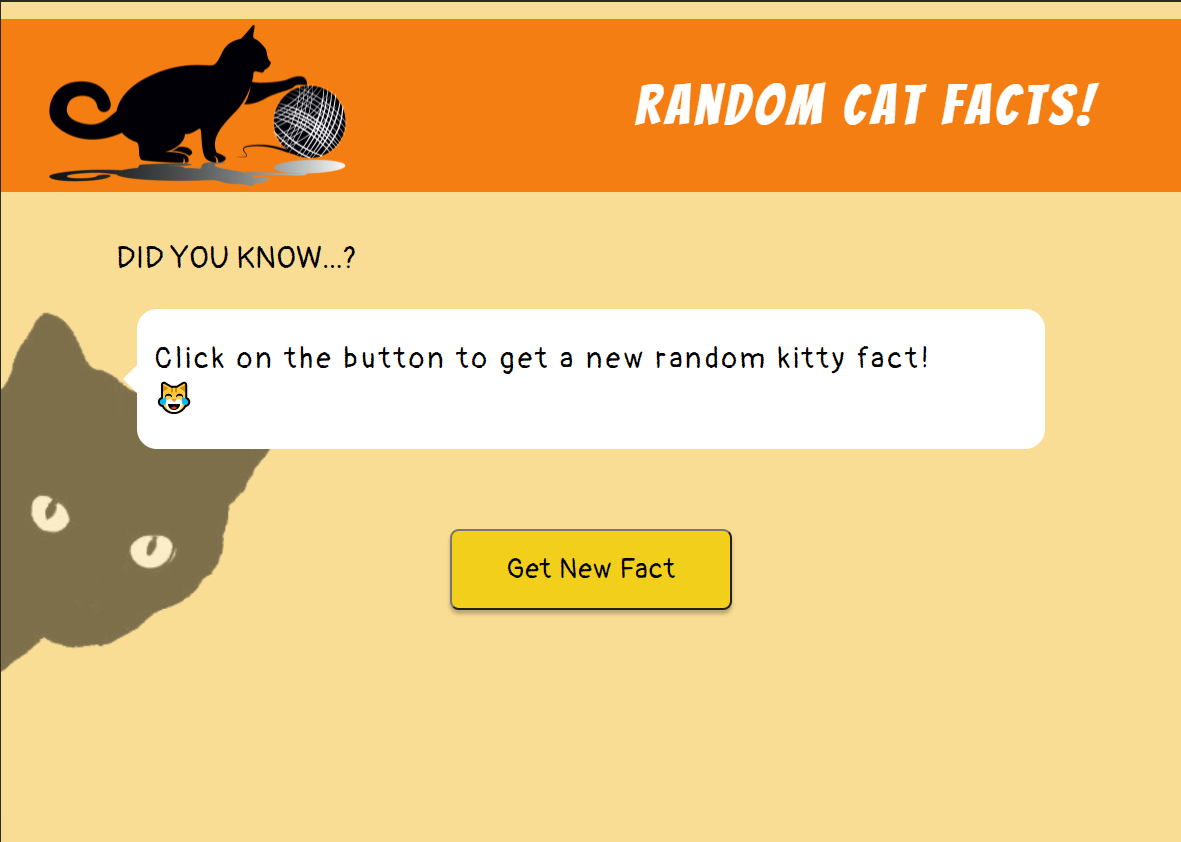 RANDOM CAT FACTS!
DID YOU KNOW...?
Click on the button to get a new random kitty fact!
😹
Get New Fact